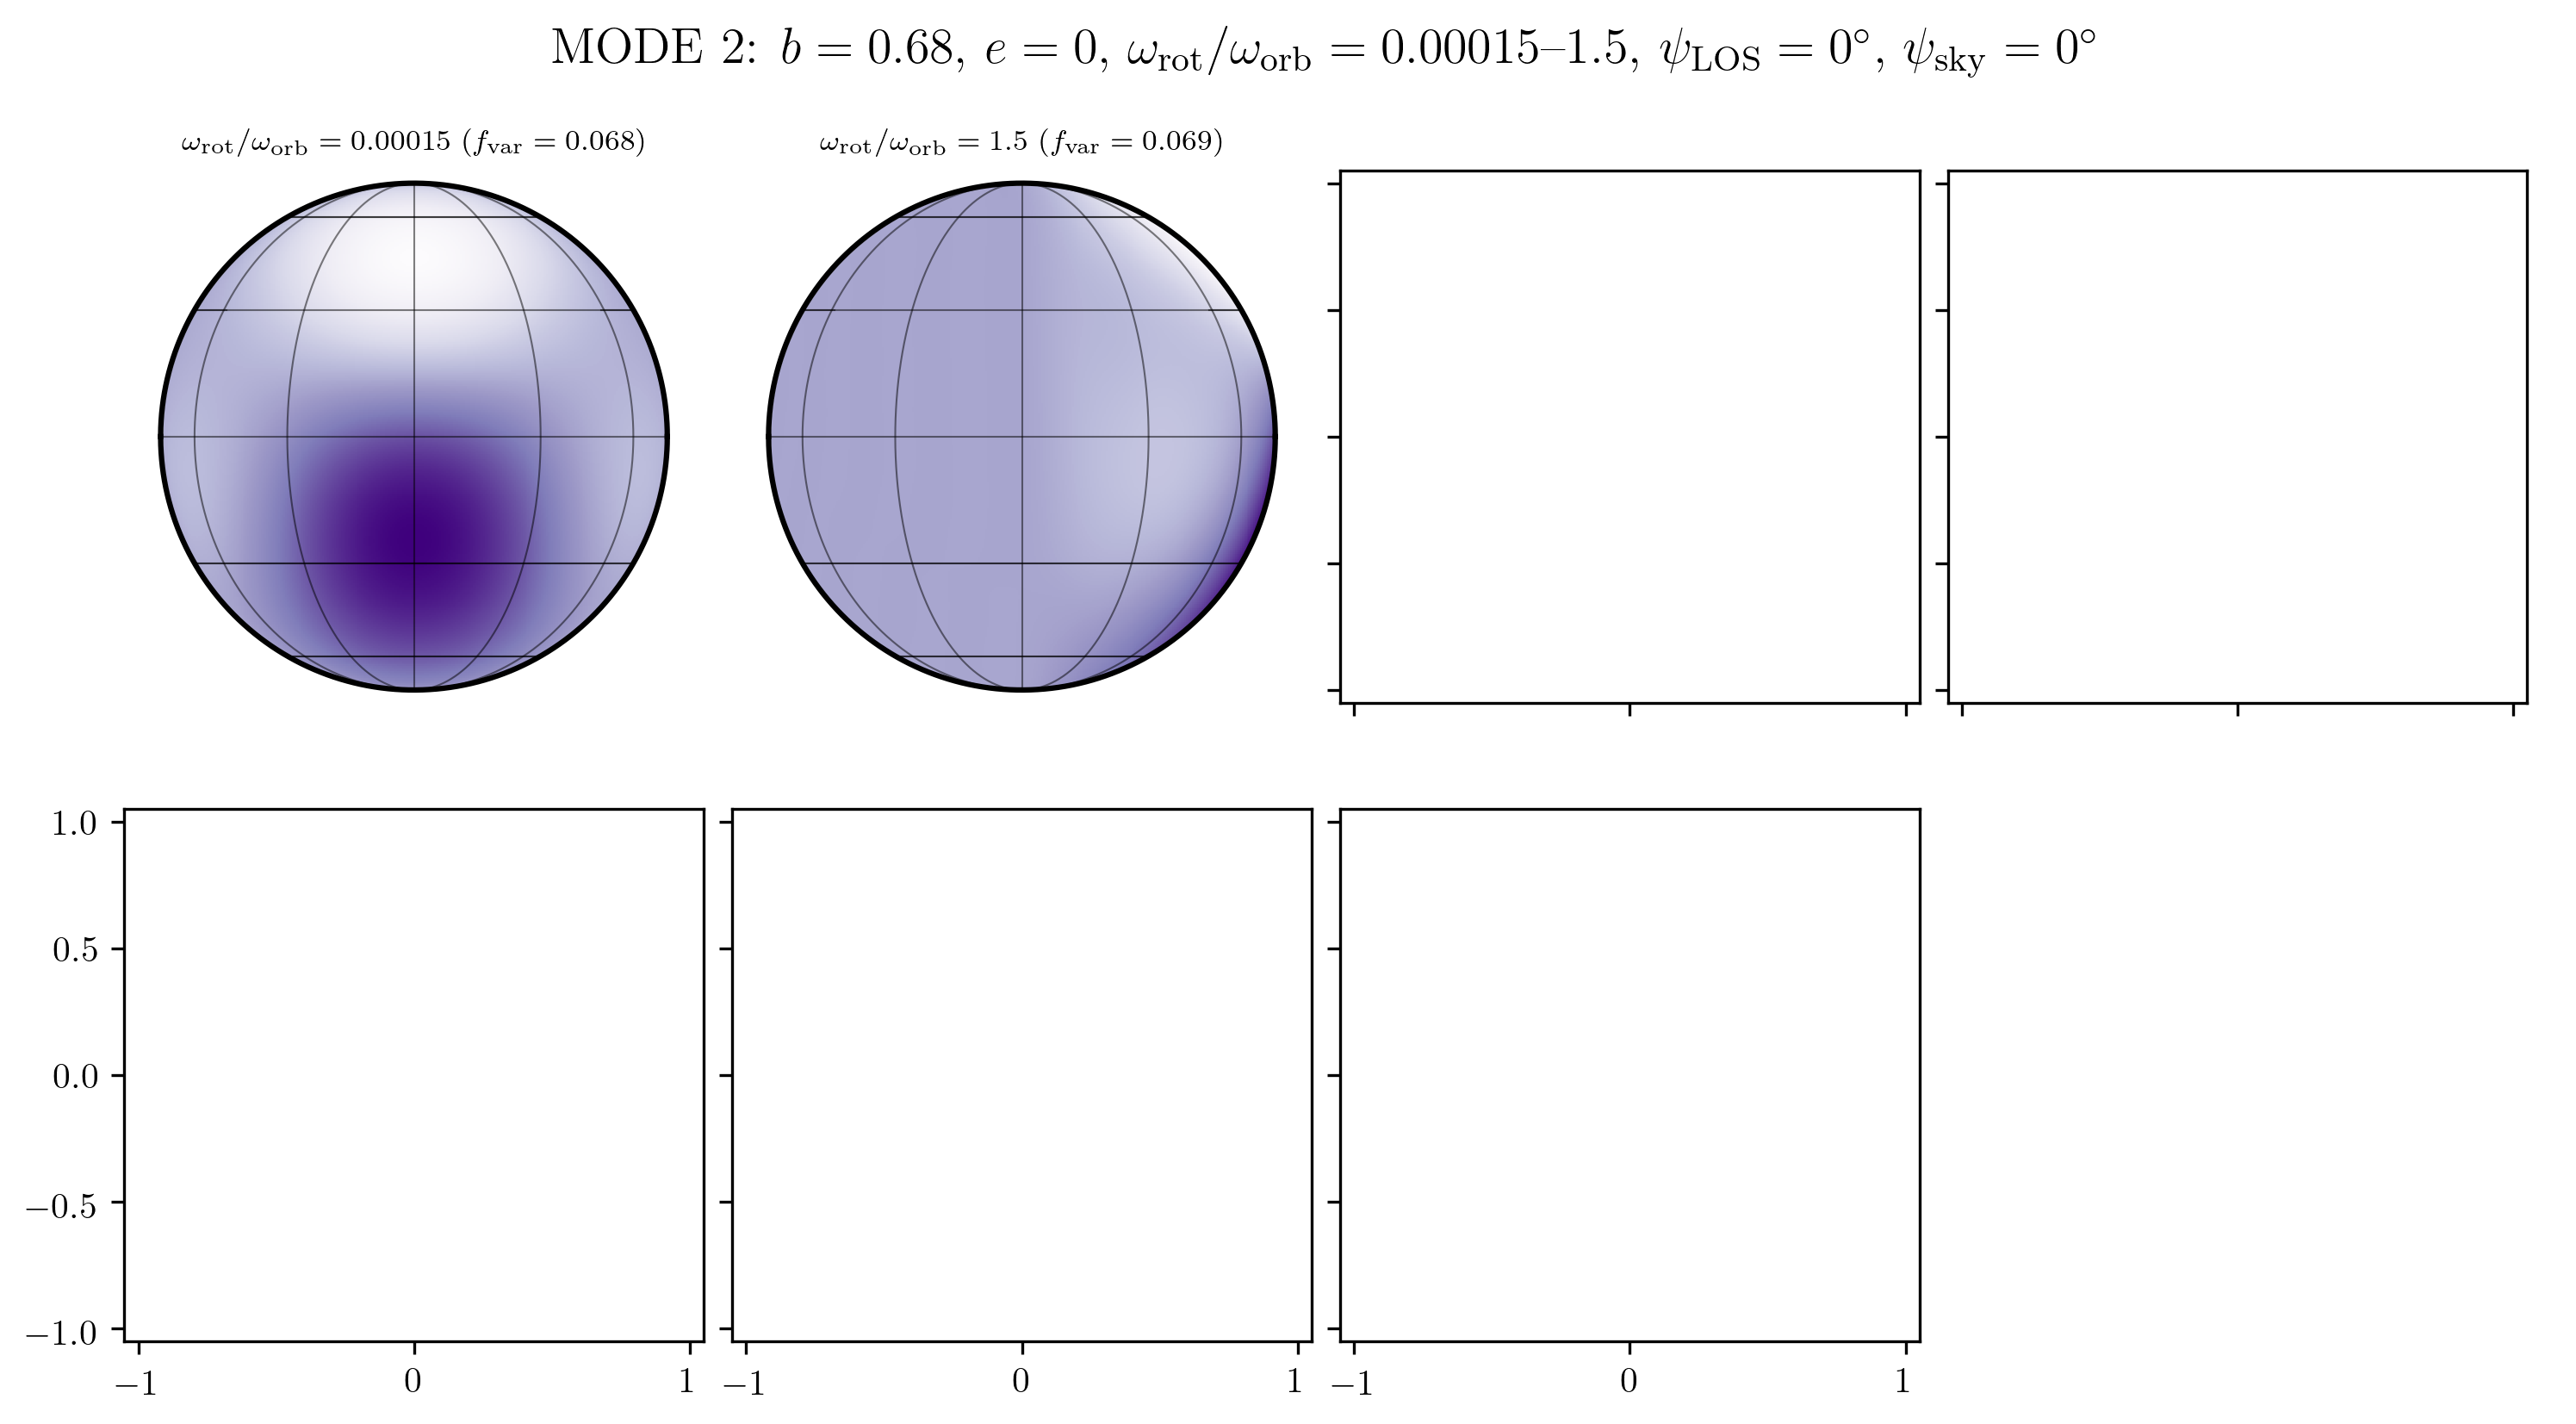 MODE 2: b = 0.68, e = 0, ω_rot/ω_orb = 0.00015–1.5, ψ_LOS = 0°, ψ_sky = 0°
ω_rot/ω_orb = 0.00015 (f_var = 0.068)
ω_rot/ω_orb = 1.5 (f_var = 0.069)
1.0
0.5
0.0
−0.5
−1.0
−1 0 1 −1 0 1 −1 0 1